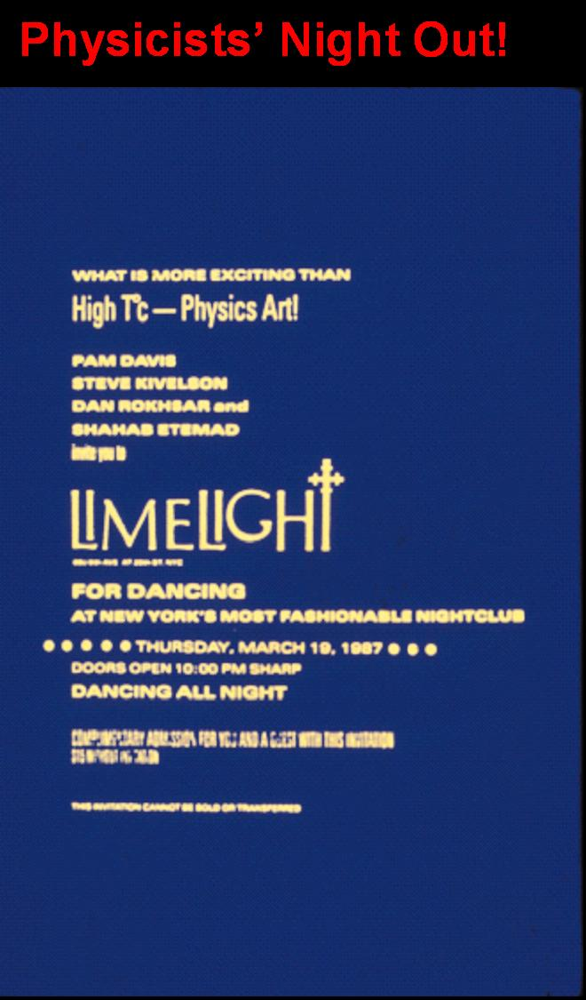 Physicists' Night Out!
WHAT IS MORE EXCITING THAN
High T°c — Physics Art!
PAM DAVIS
STEVE KIVELSON
DAN ROKHSAR and
SHAHAB ETEMAD
invite you to
LIMELIGHT
FOR DANCING
AT NEW YORK'S MOST FASHIONABLE NIGHTCLUB
●●●●● THURSDAY, MARCH 19, 1987 ●●●
DOORS OPEN 10:00 PM SHARP
DANCING ALL NIGHT
COMPLIMENTARY ADMISSION FOR YOU AND A GUEST WITH THIS INVITATION
$15 WITHOUT INVITATION
THIS INVITATION CANNOT BE SOLD OR TRANSFERRED